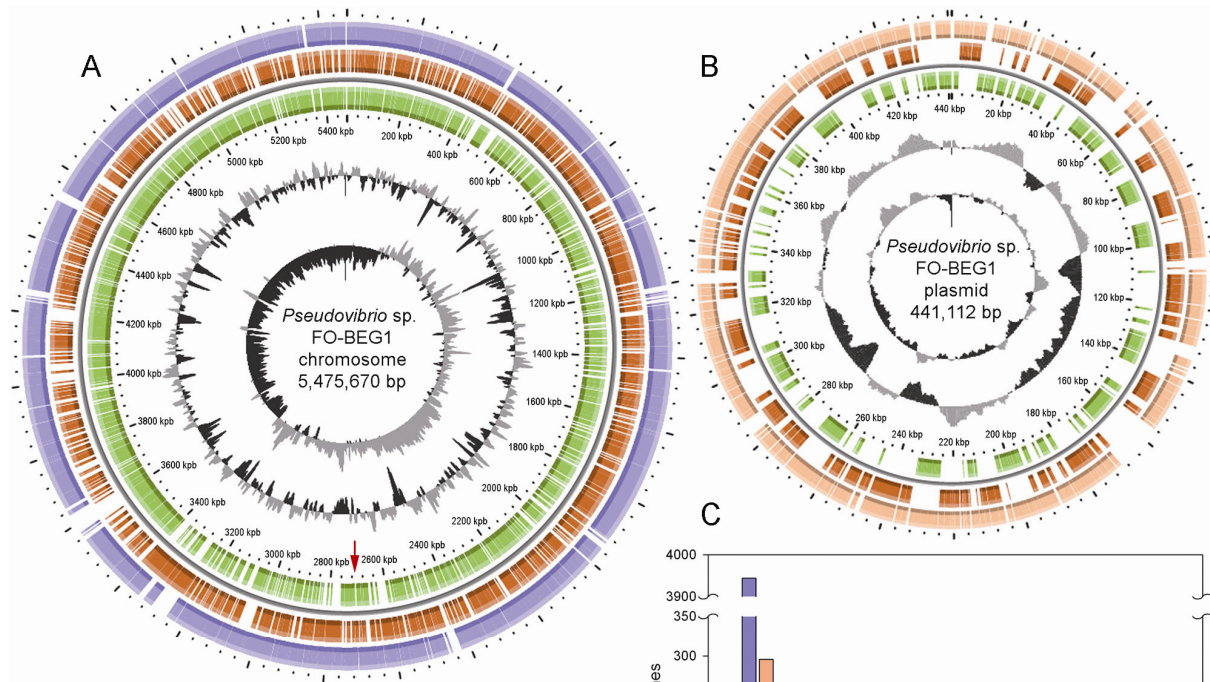 A
5400 kpb
200 kpb
400 kpb
600 kpb
800 kpb
1000 kpb
1200 kpb
1400 kpb
1600 kpb
1800 kpb
2000 kpb
2200 kpb
2400 kpb
2600 kpb
2800 kpb
3000 kpb
3200 kpb
3400 kpb
3600 kpb
3800 kpb
4000 kpb
4200 kpb
4400 kpb
4600 kpb
4800 kpb
5000 kpb
5200 kpb
Pseudovibrio sp.
FO-BEG1
chromosome
5,475,670 bp
B
440 kbp
20 kbp
40 kbp
60 kbp
80 kbp
100 kbp
120 kbp
140 kbp
160 kbp
180 kbp
200 kbp
220 kbp
240 kbp
260 kbp
280 kbp
300 kbp
320 kbp
340 kbp
360 kbp
380 kbp
400 kbp
420 kbp
Pseudovibrio sp.
FO-BEG1
plasmid
441,112 bp
C
4000
3900
350
300